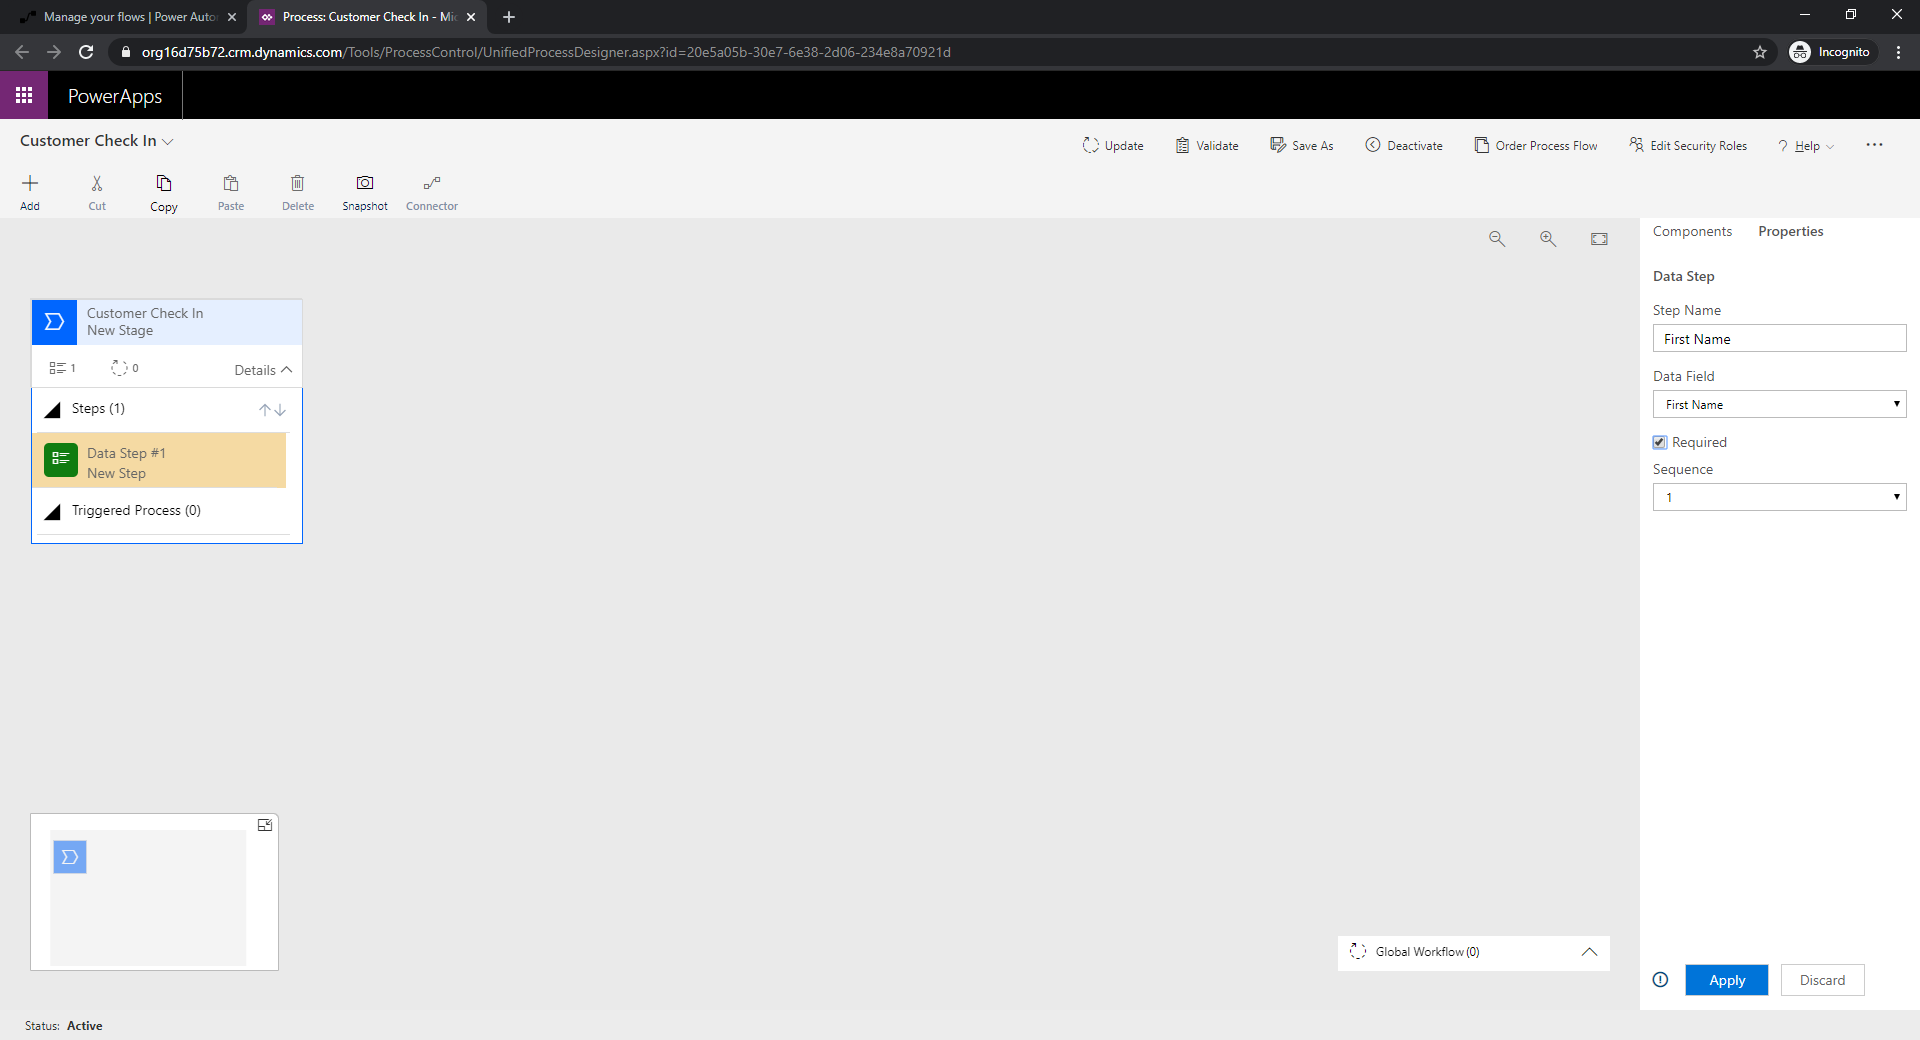 Manage your flows | Power Auto
Process: Customer Check In - Mi
org16d75b72.crm.dynamics.com/Tools/ProcessControl/UnifiedProcessDesigner.aspx?id=20e5a05b-30e7-6e38-2d06-234e8a70921d
Incognito
PowerApps
Customer Check In
Update
Validate
Save As
Deactivate
Order Process Flow
Edit Security Roles
? Help
...
Add
Cut
Copy
Paste
Delete
Snapshot
Connector
Customer Check In
New Stage
1
0
Details
Steps (1)
Data Step #1
New Step
Triggered Process (0)
Global Workflow (0)
Components
Properties
Data Step
Step Name
First Name
Data Field
First Name
Required
Sequence
1
Apply
Discard
Status: Active